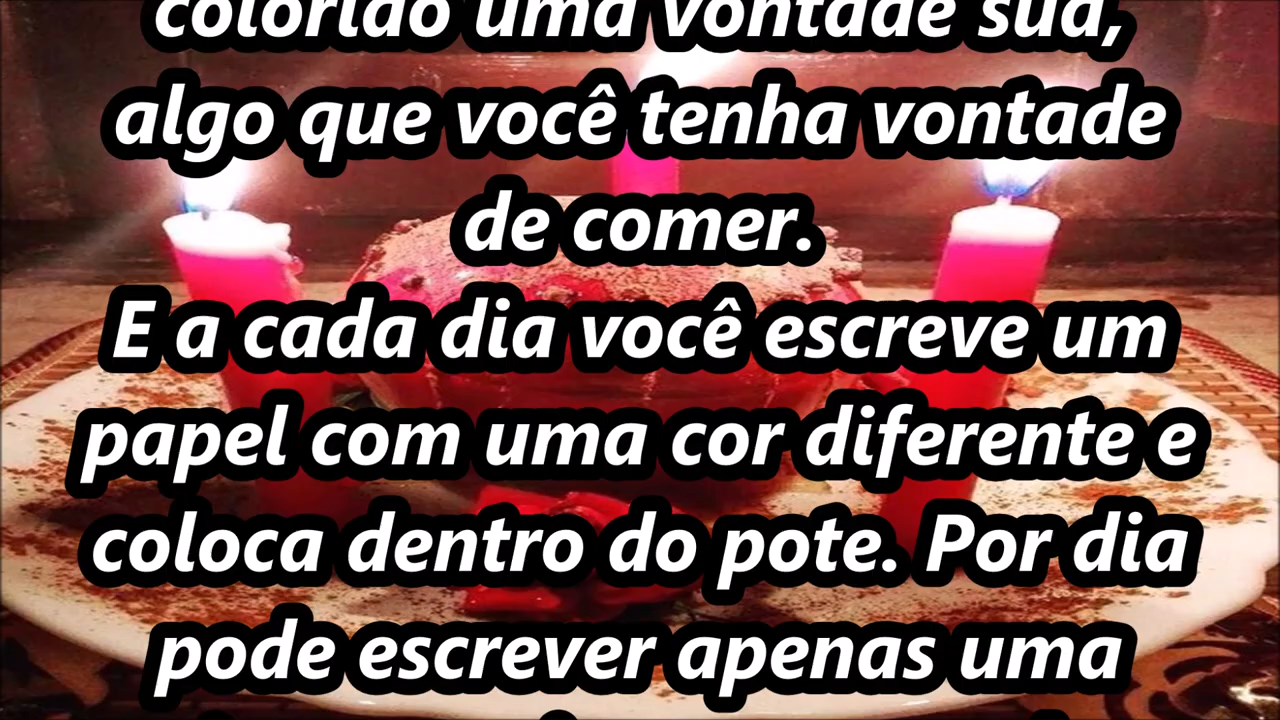 colorido uma vontade sua,
algo que você tenha vontade
de comer.
E a cada dia você escreve um
papel com uma cor diferente e
coloca dentro do pote. Por dia
pode escrever apenas uma